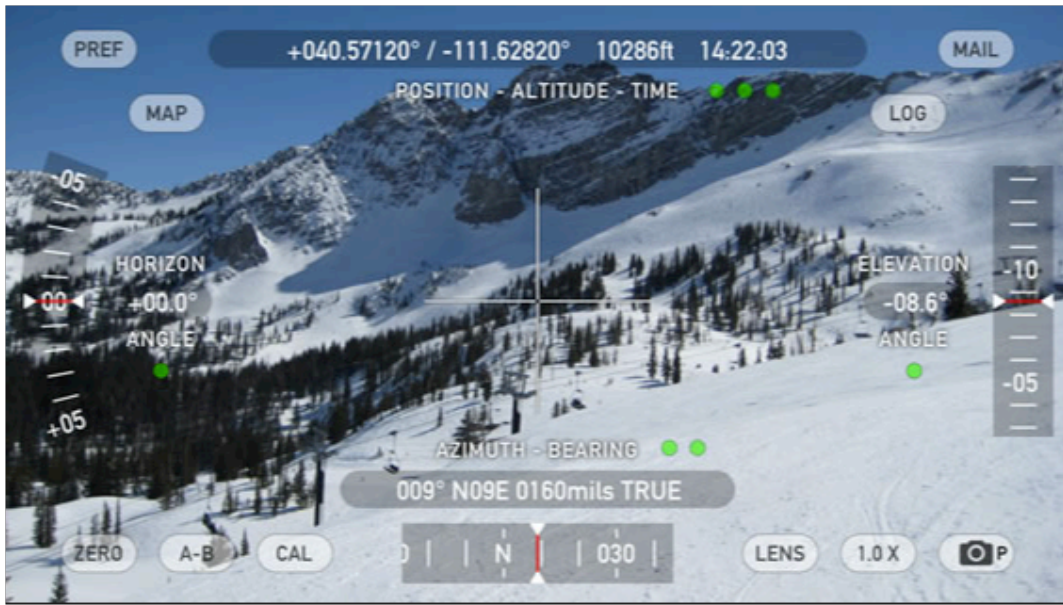 PREF
+040.57120° / -111.62820° 10286ft 14:22:03
MAIL
POSITION - ALTITUDE - TIME
MAP
LOG
-05
HORIZON
+00.0°
ANGLE
00
+05
ELEVATION
-08.6°
ANGLE
-10
-05
AZIMUTH - BEARING
009° N09E 0160mils TRUE
ZERO
A-B
CAL
N
030
LENS
1.0 X
P